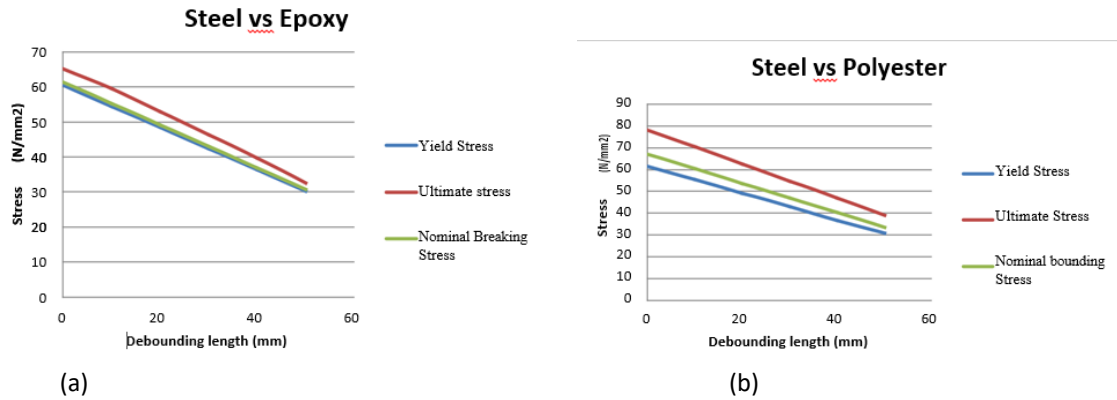 Steel vs Epoxy
70
60
50
40
30
20
10
0
Stress (N/mm2)
0 20 40 60
Debounding length (mm)
Yield Stress
Ultimate stress
Nominal Breaking
Stress
(a)
Steel vs Polyester
90
80
70
60
50
40
30
20
10
0
Stress (N/mm2)
0 20 40 60
Debounding length (mm)
Yield Stress
Ultimate Stress
Nominal bounding
Stress
(b)